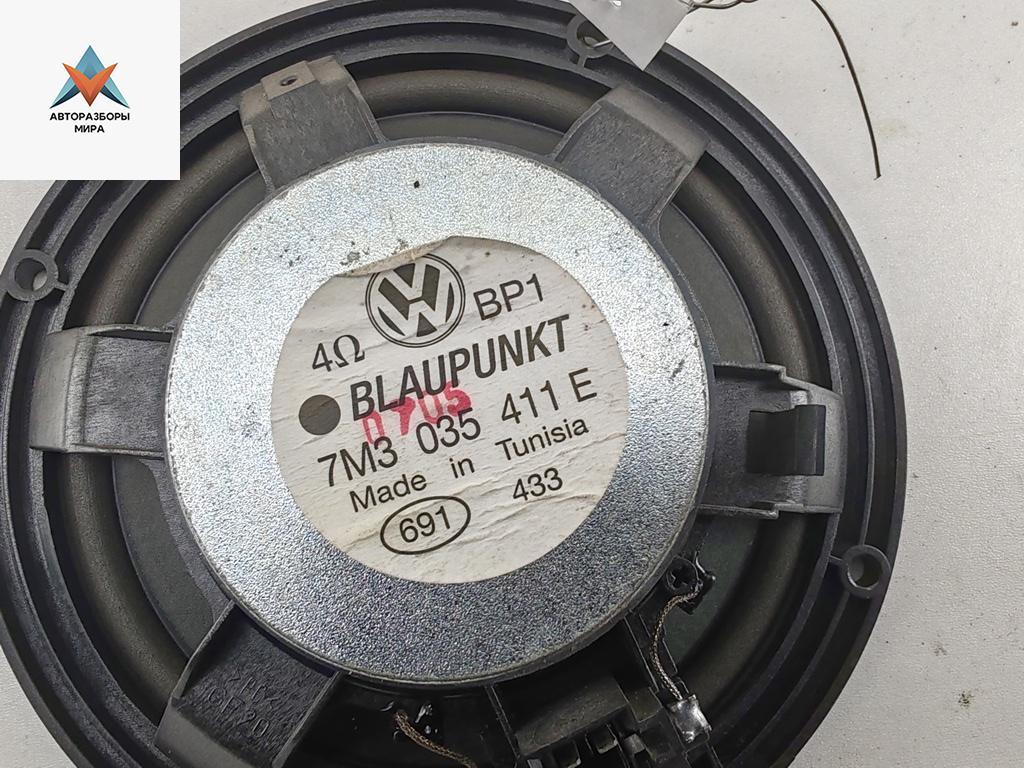 АВТОРАЗБОРЫ
МИРА
BP1
4Ω
BLAUPUNKT
0705
7M3 035 411 E
Made in Tunisia
691
433